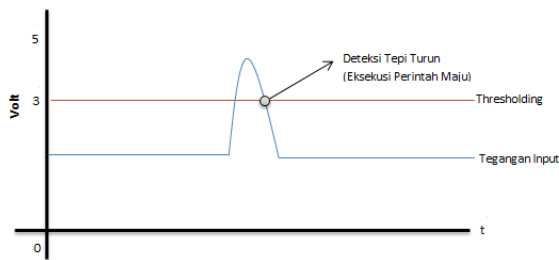 5
Deteksi Tepi Turun
(Eksekusi Perintah Maju)
3
Thresholding
Volt
Tegangan Input
t
0